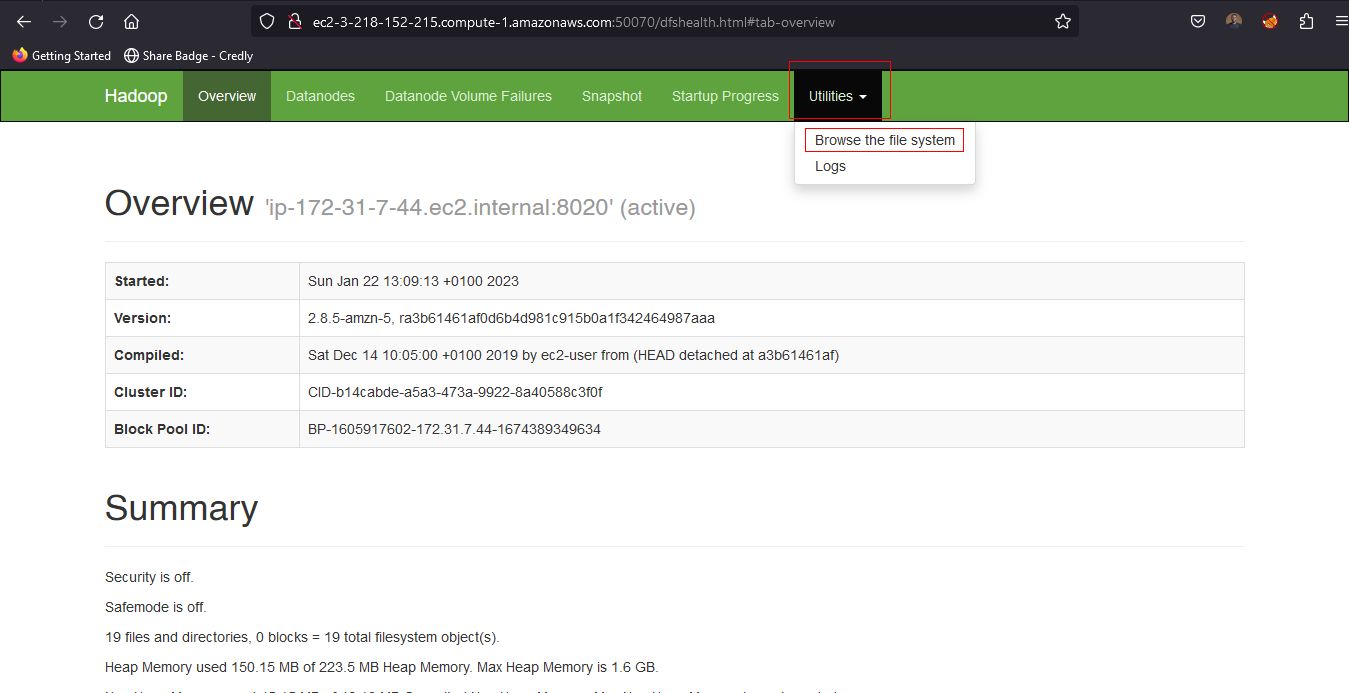 ec2-3-218-152-215.compute-1.amazonaws.com:50070/dfshealth.html#tab-overview
Getting Started Share Badge - Credly
Hadoop Overview Datanodes Datanode Volume Failures Snapshot Startup Progress Utilities
Browse the file system
Logs
Overview 'ip-172-31-7-44.ec2.internal:8020' (active)
Started: Sun Jan 22 13:09:13 +0100 2023
Version: 2.8.5-amzn-5, ra3b61461af0d6b4d981c915b0a1f342464987aaa
Compiled: Sat Dec 14 10:05:00 +0100 2019 by ec2-user from (HEAD detached at a3b61461af)
Cluster ID: CID-b14cabde-a5a3-473a-9922-8a40588c3f0f
Block Pool ID: BP-1605917602-172.31.7.44-1674389349634
Summary
Security is off.
Safemode is off.
19 files and directories, 0 blocks = 19 total filesystem object(s).
Heap Memory used 150.15 MB of 223.5 MB Heap Memory. Max Heap Memory is 1.6 GB.